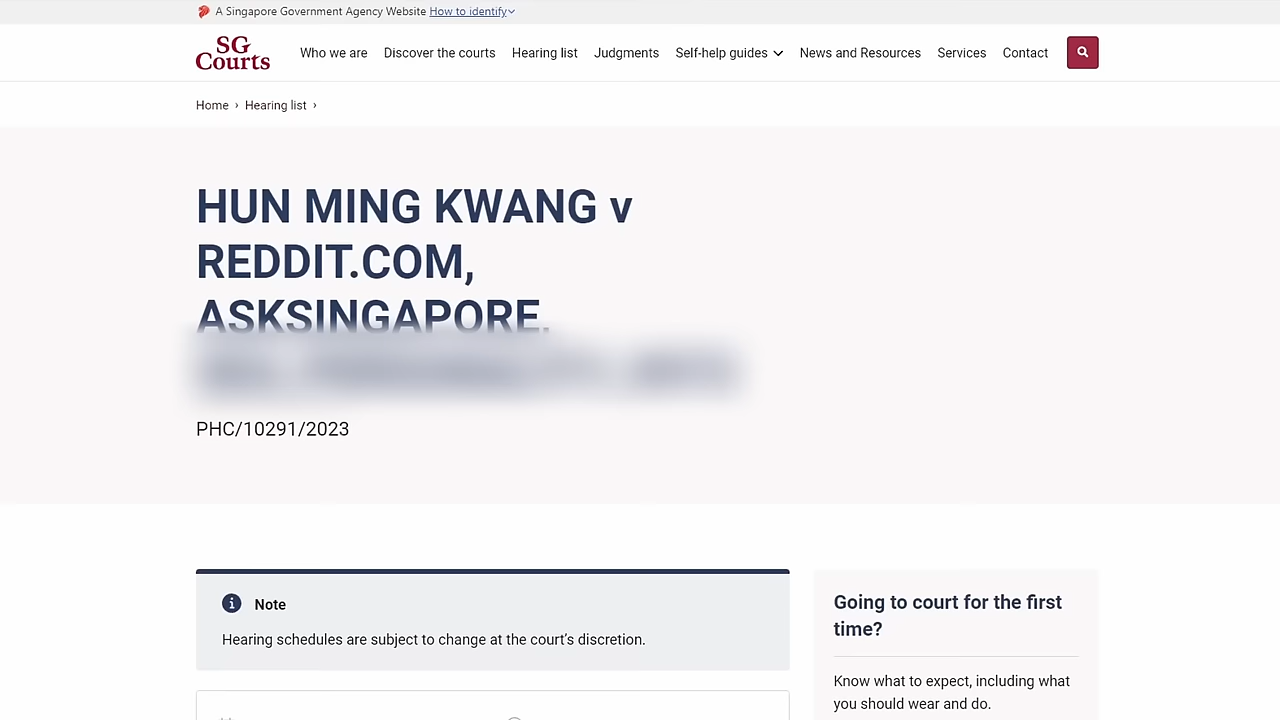 A Singapore Government Agency Website How to identify
SG
Courts
Who we are Discover the courts Hearing list Judgments Self-help guides News and Resources Services Contact
Home › Hearing list ›
HUN MING KWANG v
REDDIT.COM,
ASKSINGAPORE,
PHC/10291/2023
Note
Hearing schedules are subject to change at the court’s discretion.
Going to court for the first
time?
Know what to expect, including what
you should wear and do.